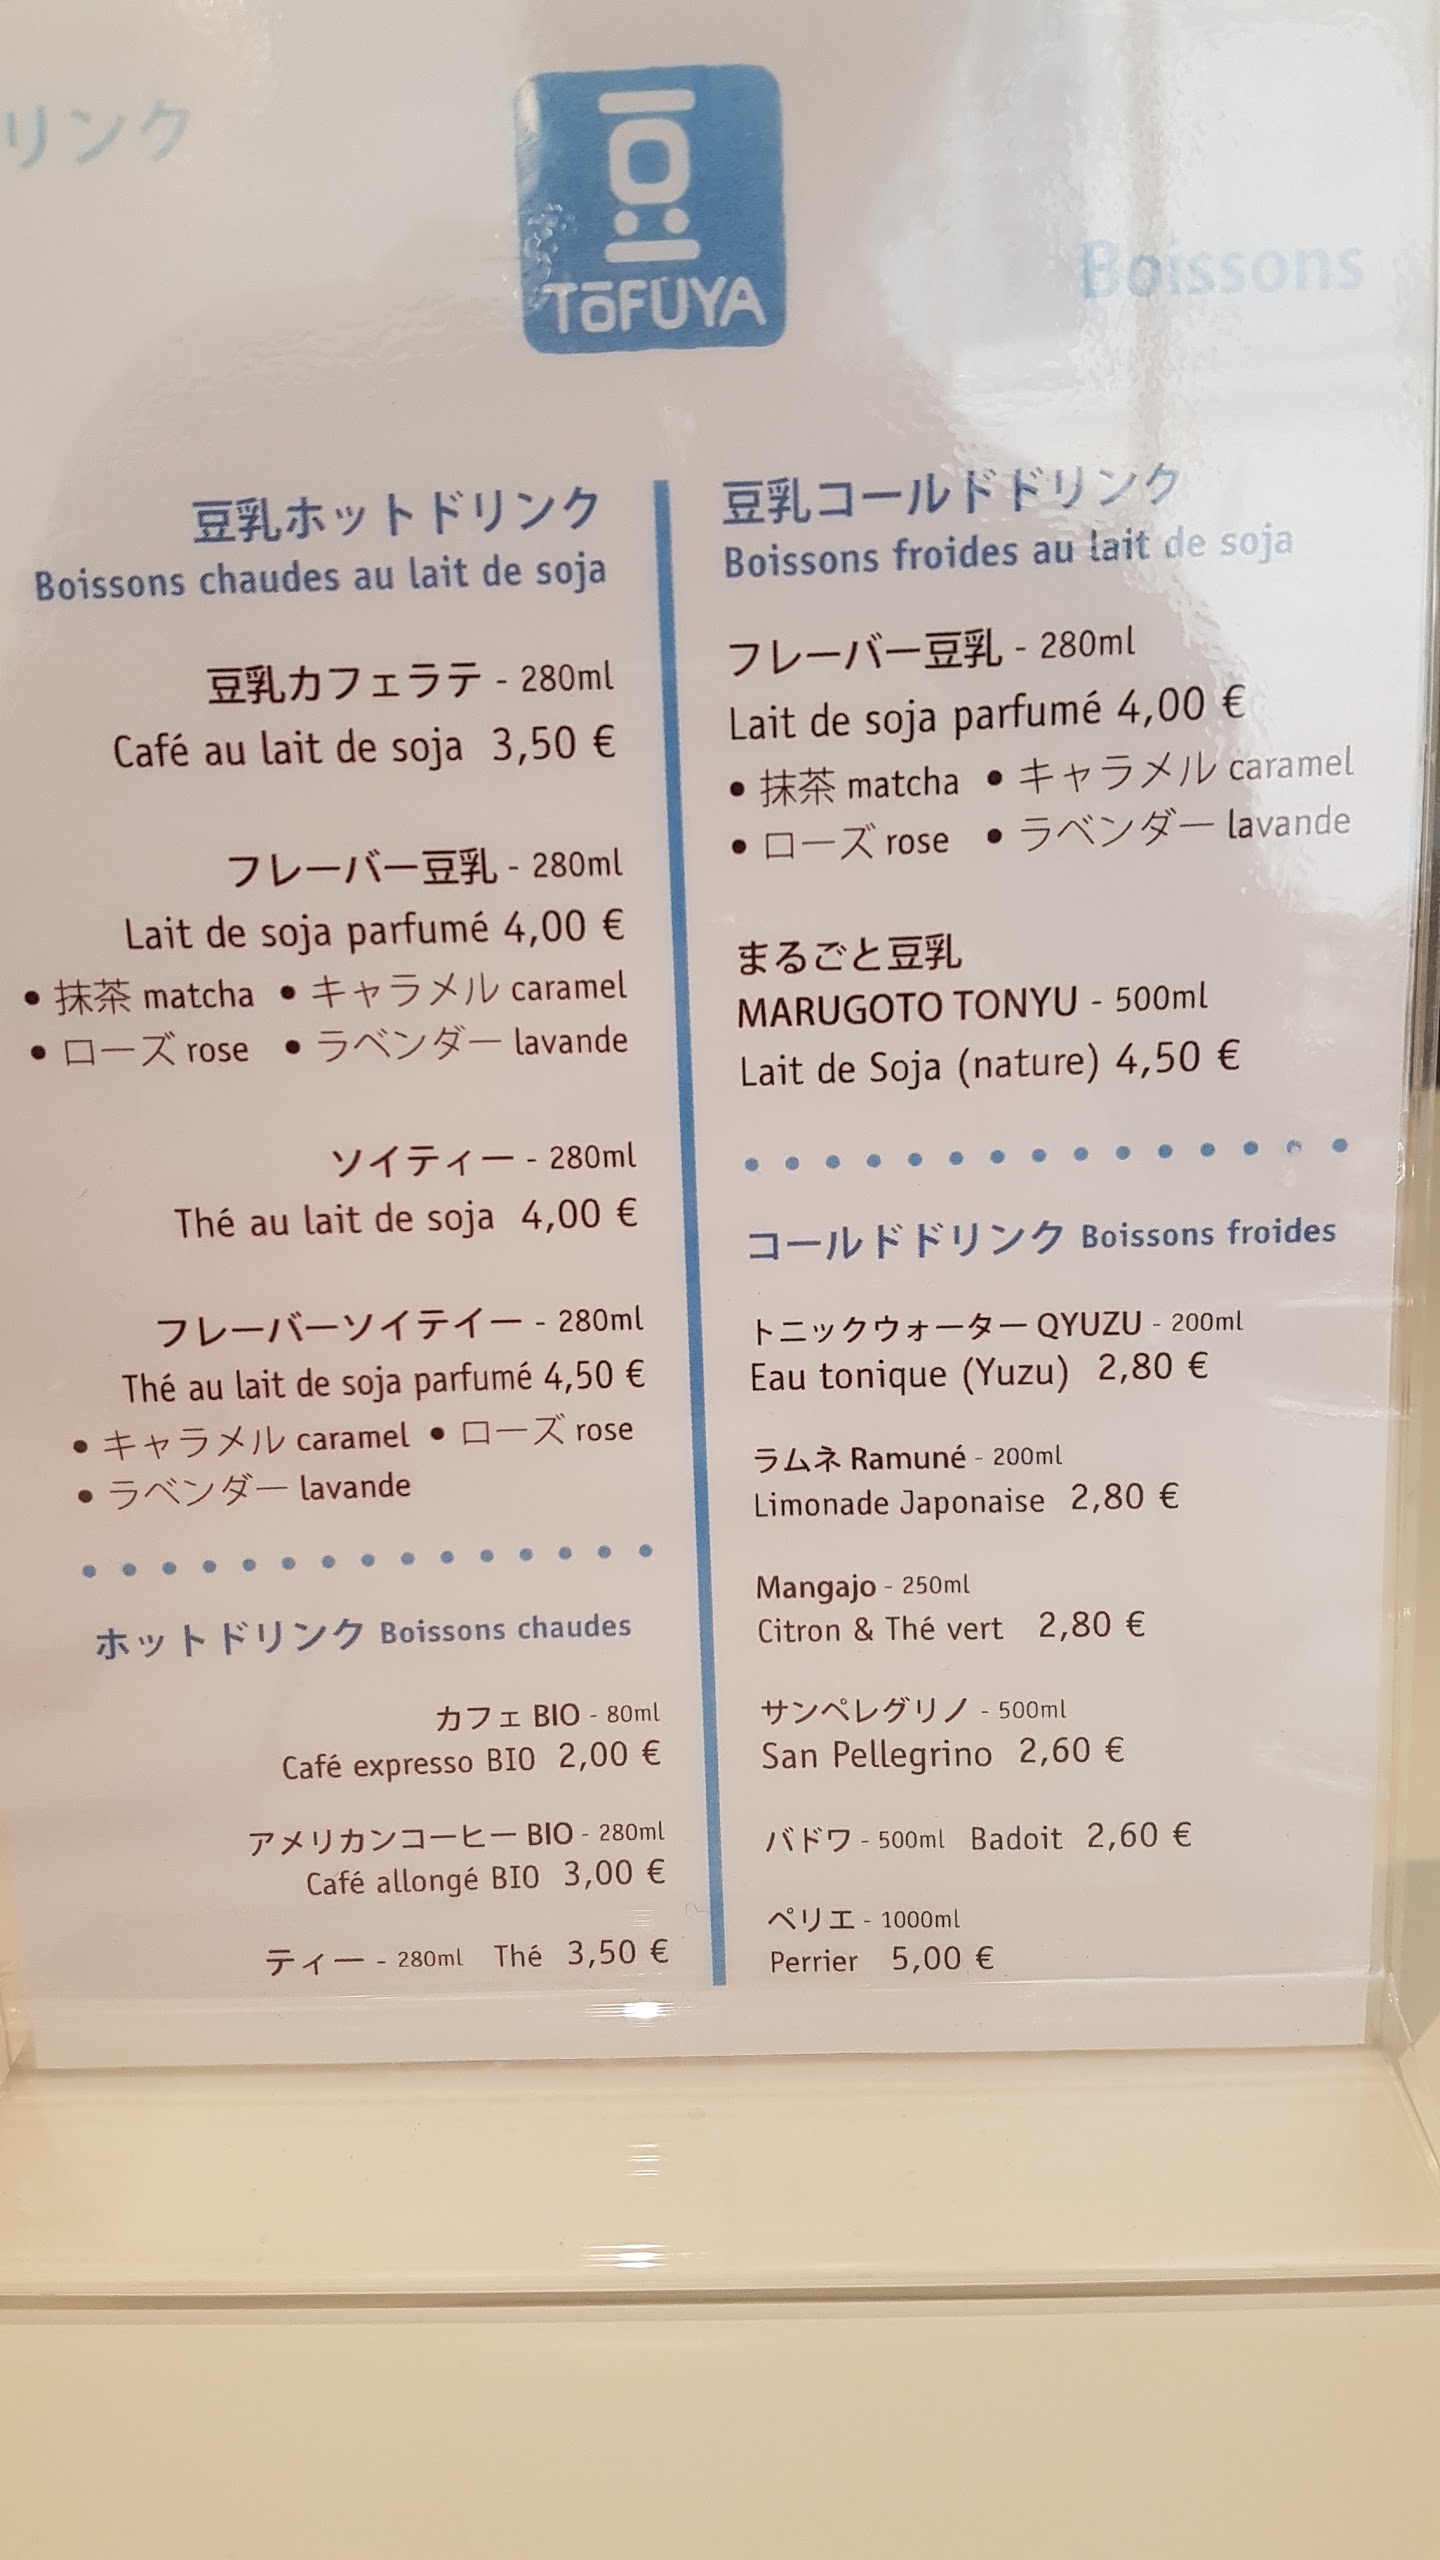 リンク
豆
TōFUYA
Boissons
豆乳ホットドリンク
Boissons chaudes au lait de soja
豆乳カフェラテ - 280ml
Café au lait de soja 3,50 €
フレーバー豆乳 - 280ml
Lait de soja parfumé 4,00 €
• 抹茶 matcha • キャラメル caramel
• ローズ rose • ラベンダー lavande
ソイティー - 280ml
Thé au lait de soja 4,00 €
フレーバーソイテイー - 280ml
Thé au lait de soja parfumé 4,50 €
• キャラメル caramel • ローズ rose
• ラベンダー lavande
ホットドリンク Boissons chaudes
カフェ BIO - 80ml
Café expresso BIO 2,00 €
アメリカンコーヒー BIO - 280ml
Café allongé BIO 3,00 €
ティー - 280ml Thé 3,50 €
豆乳コールドドリンク
Boissons froides au lait de soja
フレーバー豆乳 - 280ml
Lait de soja parfumé 4,00 €
• 抹茶 matcha • キャラメル caramel
• ローズ rose • ラベンダー lavande
まるごと豆乳
MARUGOTO TONYU - 500ml
Lait de Soja (nature) 4,50 €
コールドドリンク Boissons froides
トニックウォーター QYUZU - 200ml
Eau tonique (Yuzu) 2,80 €
ラムネ Ramuné - 200ml
Limonade Japonaise 2,80 €
Mangajo - 250ml
Citron & Thé vert 2,80 €
サンペレグリノ - 500ml
San Pellegrino 2,60 €
バドワ - 500ml Badoit 2,60 €
ペリエ - 1000ml
Perrier 5,00 €